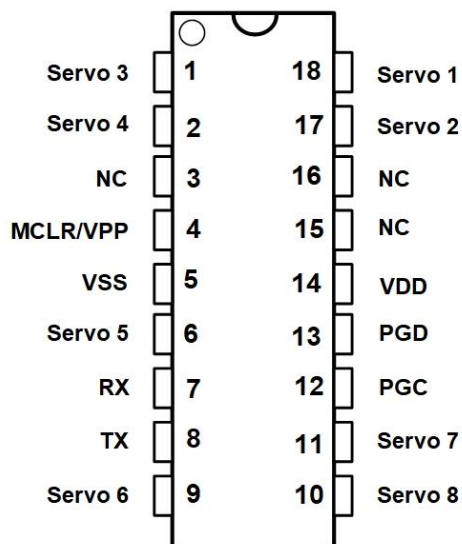 Servo 3 1 18 Servo 1
Servo 4 2 17 Servo 2
NC 3 16 NC
MCLR/VPP 4 15 NC
VSS 5 14 VDD
Servo 5 6 13 PGD
RX 7 12 PGC
TX 8 11 Servo 7
Servo 6 9 10 Servo 8